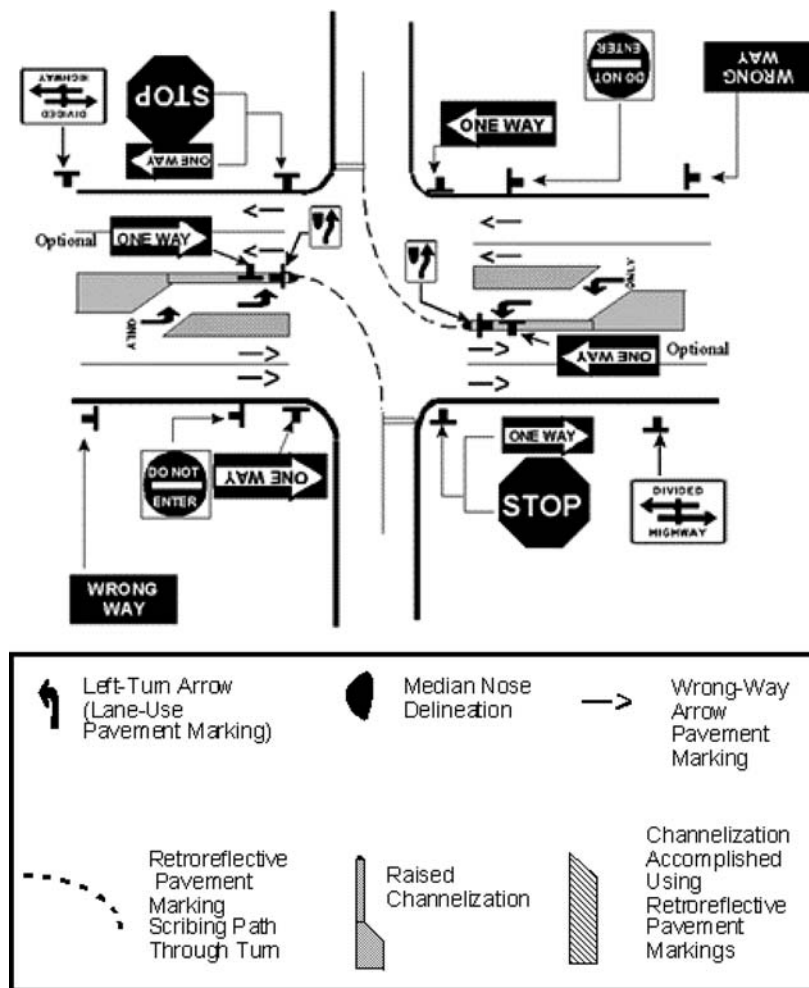 HIGHWAY
DIVIDED
STOP
ONE WAY
ONE WAY
DO NOT
ENTER
WRONG
WAY
Optional
ONE WAY
ONLY
ONLY
ONE WAY
Optional
DO NOT
ENTER
ONE WAY
ONE WAY
STOP
DIVIDED
HIGHWAY
WRONG
WAY
Left-Turn Arrow
(Lane-Use
Pavement Marking)
Median Nose
Delineation
Wrong-Way
Arrow
Pavement
Marking
Retroreflective
Pavement
Marking
Scribing Path
Through Turn
Raised
Channelization
Channelization
Accomplished
Using
Retroreflective
Pavement
Markings